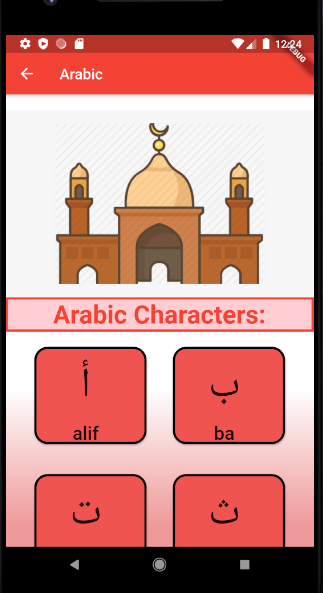 12:24
DEBUG
Arabic
Arabic Characters:
أ
ب
alif
ba
ت
ث